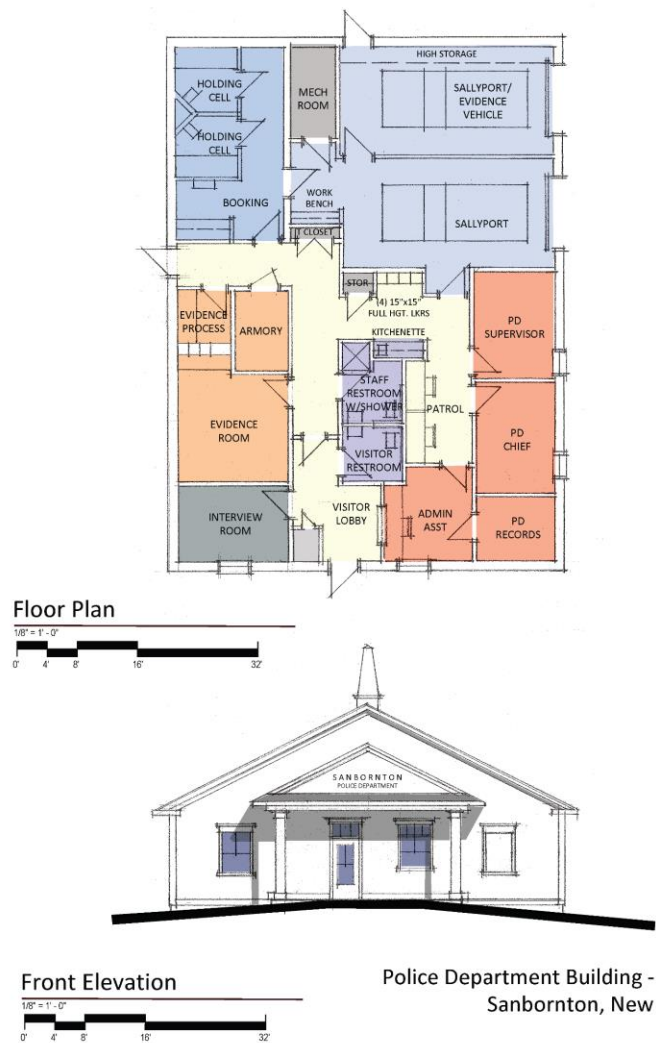 HIGH STORAGE
HOLDING
CELL
MECH
ROOM
SALLYPORT/
EVIDENCE
VEHICLE
HOLDING
CELL
BOOKING
WORK
BENCH
SALLYPORT
T CLOSET
STOR
(4) 15"x15"
FULL HGT. LKRS
EVIDENCE
PROCESS
ARMORY
KITCHENETTE
PD
SUPERVISOR
STAFF
RESTROOM
W/SHOWER
PATROL
EVIDENCE
ROOM
PD
CHIEF
VISITOR
RESTROOM
INTERVIEW
ROOM
VISITOR
LOBBY
ADMIN
ASST
PD
RECORDS
Floor Plan
1/8" = 1' - 0"
0' 4' 8' 16' 32'
SANBORNTON
POLICE DEPARTMENT
Front Elevation
1/8" = 1' - 0"
0' 4' 8' 16' 32'
Police Department Building -
Sanbornton, New